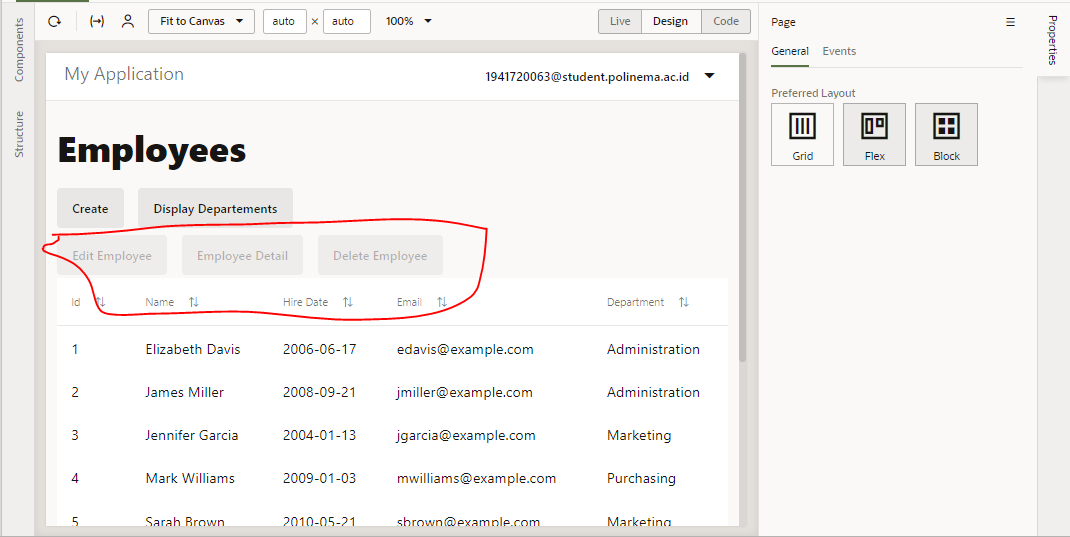 Components
Structure
Fit to Canvas
auto × auto
100%
Live Design Code
My Application
1941720063@student.polinema.ac.id
Employees
Create Display Departements
Edit Employee Employee Detail Delete Employee
Id Name Hire Date Email Department
1 Elizabeth Davis 2006-06-17 edavis@example.com Administration
2 James Miller 2008-09-21 jmiller@example.com Administration
3 Jennifer Garcia 2004-01-13 jgarcia@example.com Marketing
4 Mark Williams 2009-01-03 mwilliams@example.com Purchasing
5 Sarah Brown 2010-05-21 sbrown@example.com Marketing
Page
General Events
Preferred Layout
Grid Flex Block
Properties